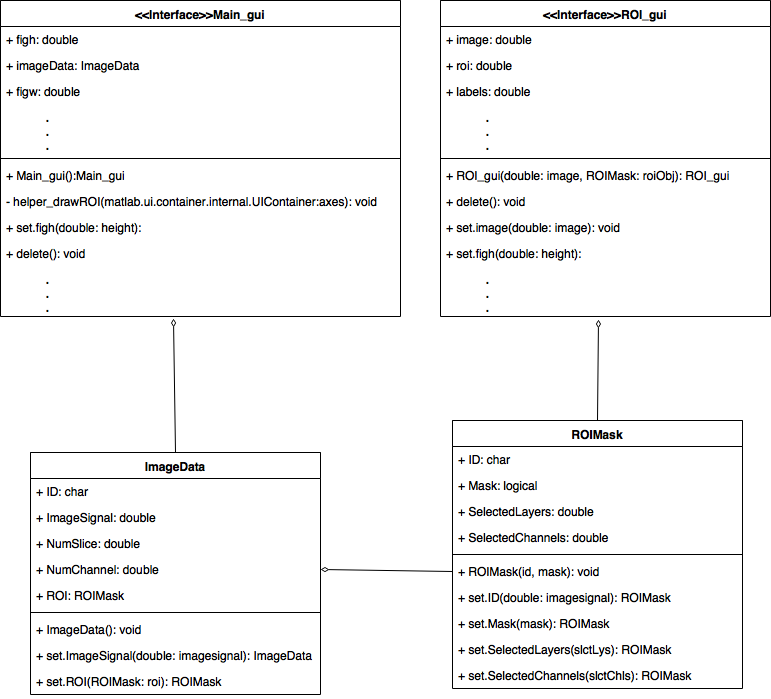 <<Interface>>Main_gui
+ figh: double
+ imageData: ImageData
+ figw: double
.
.
.
+ Main_gui():Main_gui
- helper_drawROI(matlab.ui.container.internal.UIContainer:axes): void
+ set.figh(double: height):
+ delete(): void
.
.
.
<<Interface>>ROI_gui
+ image: double
+ roi: double
+ labels: double
.
.
.
+ ROI_gui(double: image, ROIMask: roiObj): ROI_gui
+ delete(): void
+ set.image(double: image): void
+ set.figh(double: height):
.
.
.
ImageData
+ ID: char
+ ImageSignal: double
+ NumSlice: double
+ NumChannel: double
+ ROI: ROIMask
+ ImageData(): void
+ set.ImageSignal(double: imagesignal): ImageData
+ set.ROI(ROIMask: roi): ROIMask
ROIMask
+ ID: char
+ Mask: logical
+ SelectedLayers: double
+ SelectedChannels: double
+ ROIMask(id, mask): void
+ set.ID(double: imagesignal): ROIMask
+ set.Mask(mask): ROIMask
+ set.SelectedLayers(slctLys): ROIMask
+ set.SelectedChannels(slctChls): ROIMask